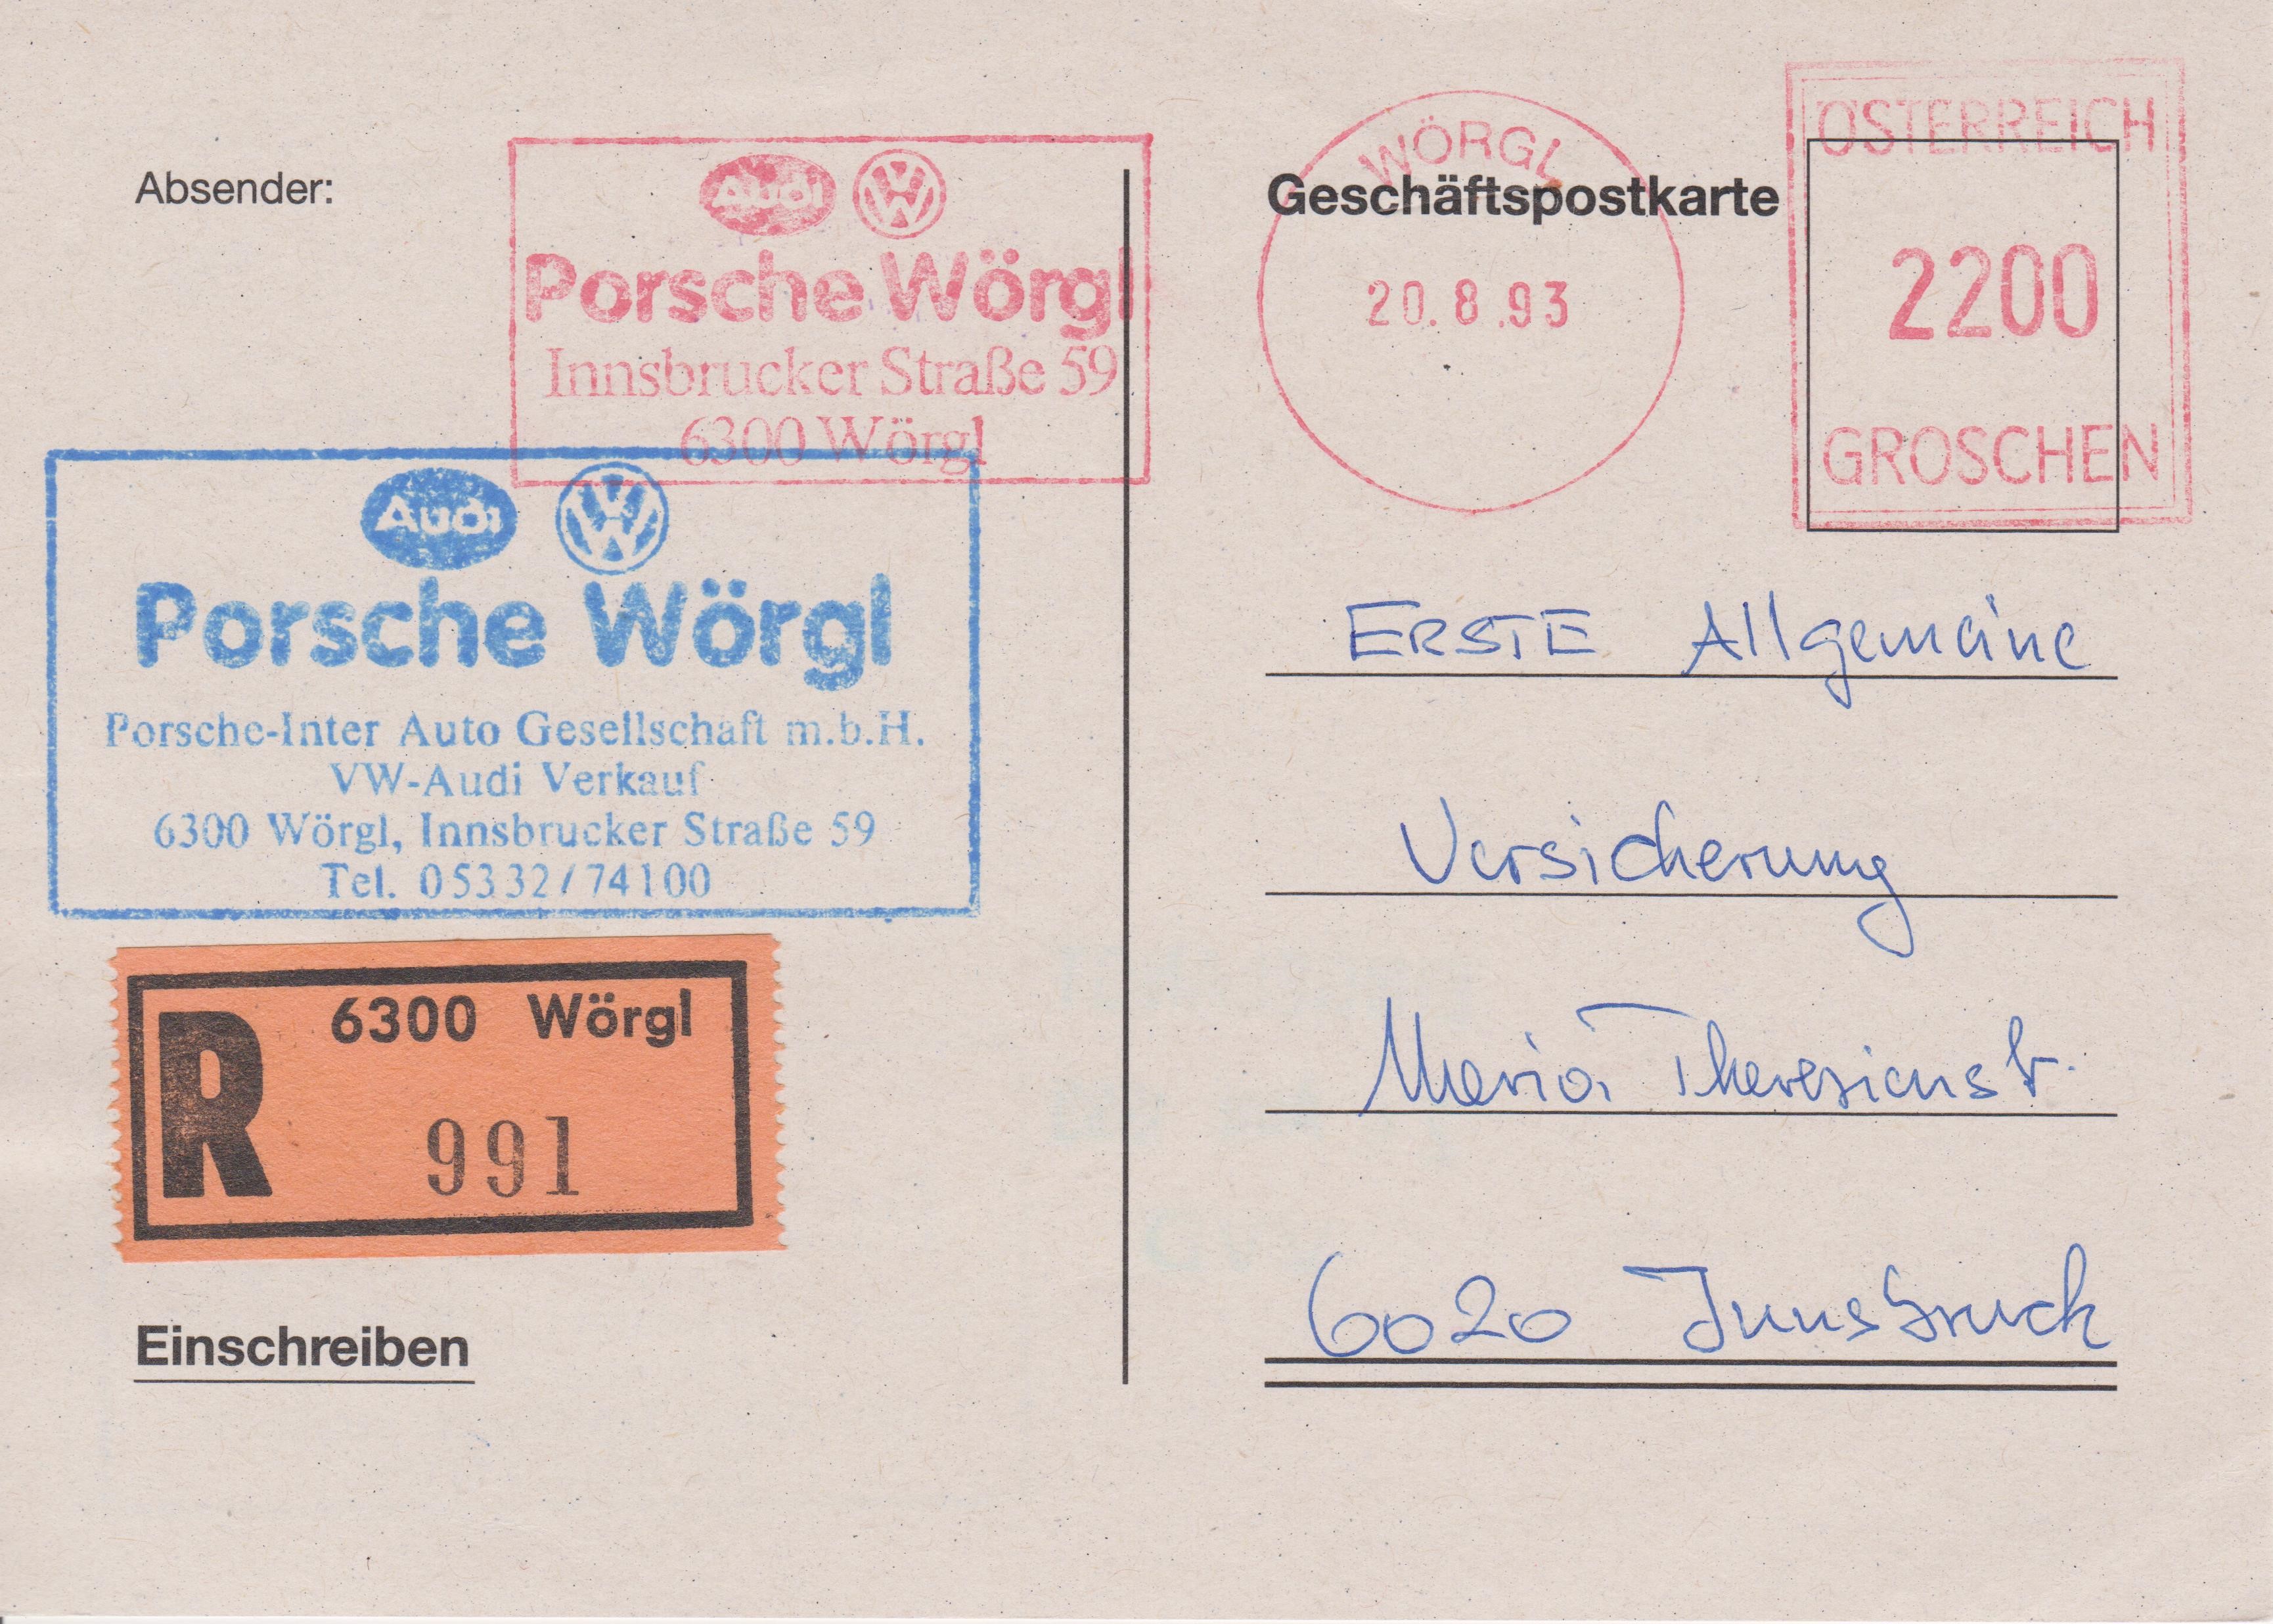 Absender:
Audi VW
Porsche Wörgl
Innsbrucker Straße 59
6300 Wörgl
WÖRGL
20.8.93
Geschäftspostkarte
ÖSTERREICH
2200
GROSCHEN
Audi VW
Porsche Wörgl
Porsche-Inter Auto Gesellschaft m.b.H.
VW-Audi Verkauf
6300 Wörgl, Innsbrucker Straße 59
Tel. 05332/74100
R 6300 Wörgl
991
Einschreiben
ERSTE Allgemeine
Versicherung
Maria Theresienstr.
6020 Innsbruck